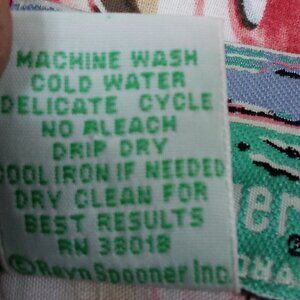 MACHINE WASH
COLD WATER
DELICATE CYCLE
NO BLEACH
DRIP DRY
COOL IRON IF NEEDED
DRY CLEAN FOR
BEST RESULTS
RN 38018
©Reyn Spooner Inc